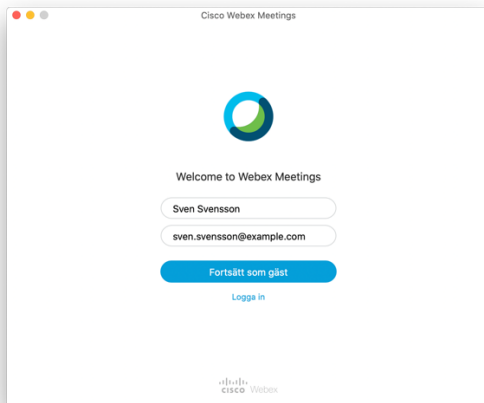 Cisco Webex Meetings
Welcome to Webex Meetings
Sven Svensson
sven.svensson@example.com
Fortsätt som gäst
Logga in
CISCO Webex